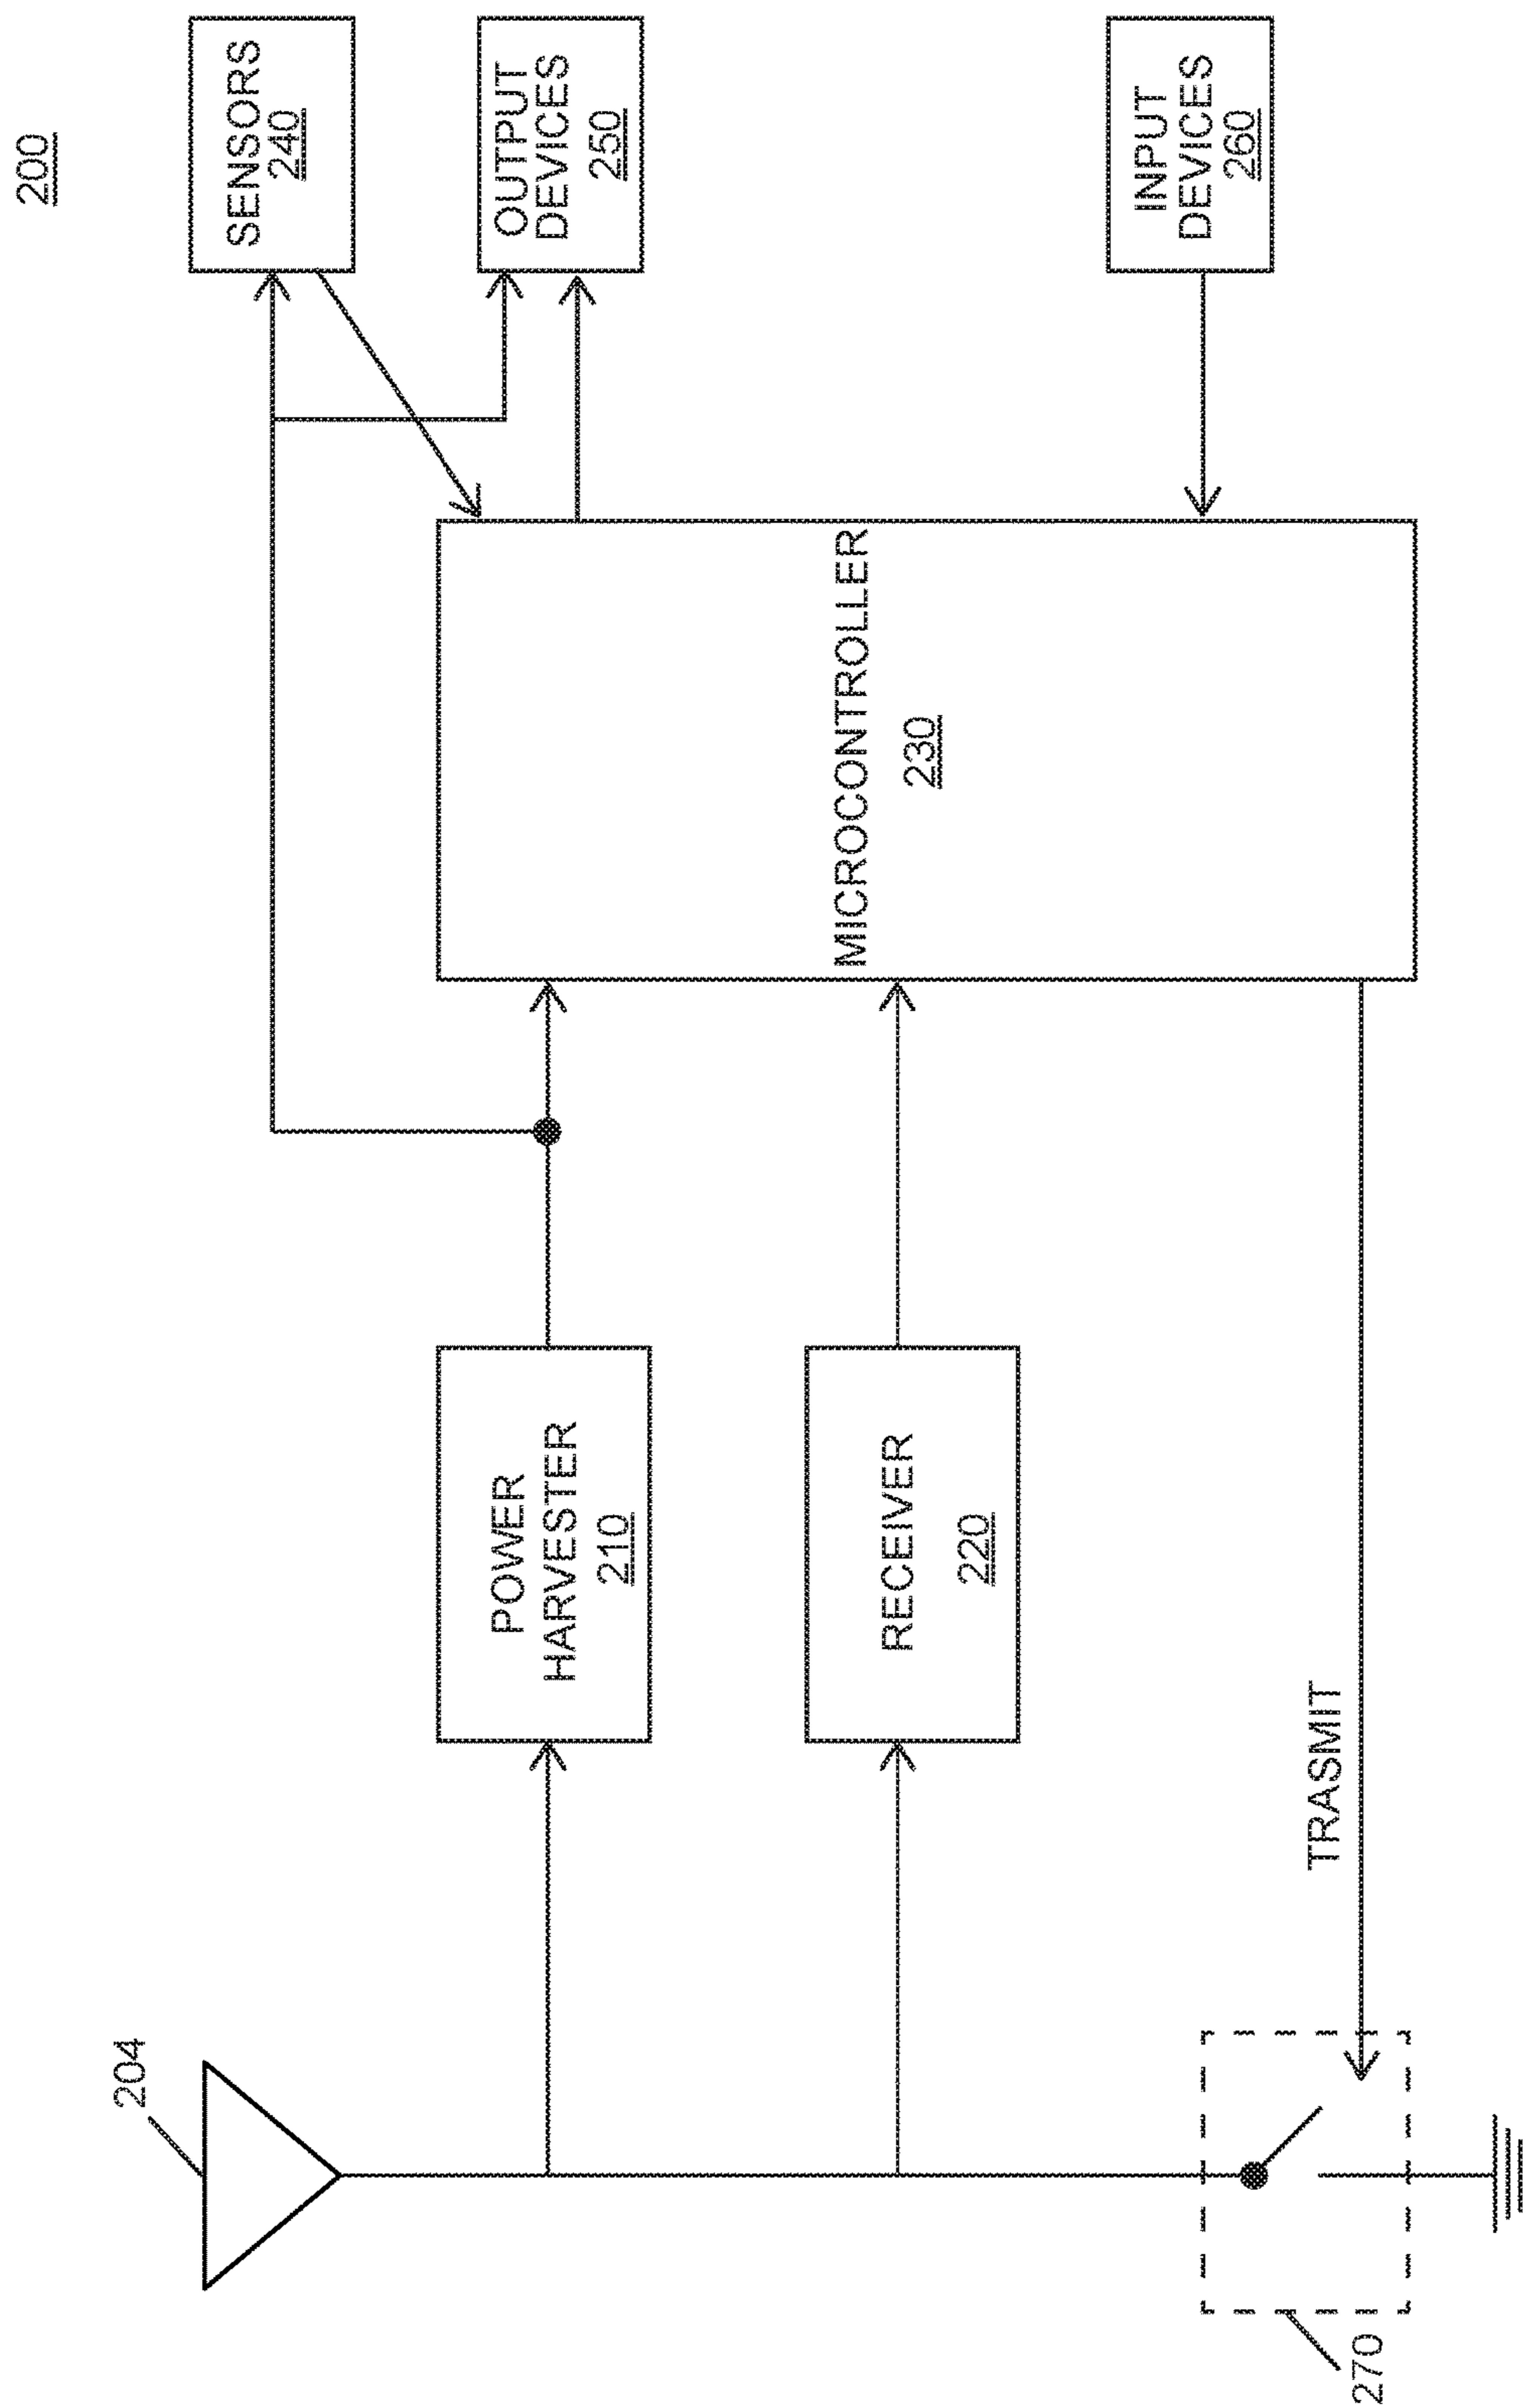 200
204
SENSORS
240
POWER
HARVESTER
210
OUTPUT
DEVICES
250
MICROCONTROLLER
230
RECEIVER
220
INPUT
DEVICES
260
TRASMIT
270